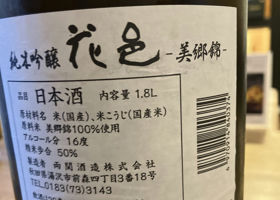 純米吟醸 花邑 -美郷錦-
品目 日本酒 内容量 1.8L
原材料名 米(国産)、米こうじ(国産米)
原料米 美郷錦100%使用
アルコール分 16度
精米歩合 50%
製造者 両関酒造株式会社
秋田県湯沢市前森四丁目3番18号
TEL.0183(73)3143